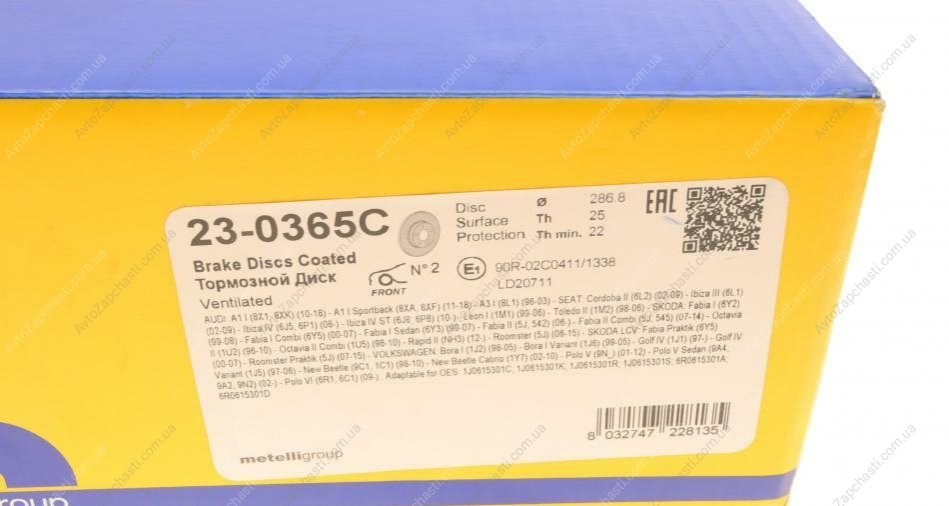 23-0365C
Disc Surface Protection
Ø 286.8
Th 25
Th min. 22
EAC
Brake Discs Coated
Тормозной Диск
Ventilated
FRONT
N°2
E1
90R-02C0411/1338
LD20711
AUDI: A1 I (8X1, 8XK) (10-18) - A1 I Sportback (8XA, 8XF) (11-18) - A3 I (8L1) (96-03) - SEAT: Cordoba II (6L2) (02-09) - Ibiza III (6L1)
(02-09) - Ibiza IV (6J5, 6P1) (08-) - Ibiza IV ST (6J8, 6P8) (10-) - Leon I (1M1) (99-06) - Toledo II (1M2) (98-06) - SKODA: Fabia I (6Y2)
(99-08) - Fabia I Combi (6Y5) (00-07) - Fabia I Sedan (6Y3) (99-07) - Fabia II (5J, 542) (06-) - Fabia II Combi (5J, 545) (07-14) - Octavia
II (1U2) (96-10) - Octavia II Combi (1U5) (98-10) - Rapid II (NH3) (12-) - Roomster (5J) (06-15) - SKODA LCV: Fabia Praktik (6Y5)
(00-07) - Roomster Praktik (5J) (07-15) - VOLKSWAGEN: Bora I (1J2) (98-05) - Bora I Variant (1J6) (99-05) - Golf IV (1J1) (97-) - Golf IV
Variant (1J5) (97-06) - New Beetle (9C1, 1C1) (98-10) - New Beetle Cabrio (1Y7) (02-10) - Polo V (9N_) (01-12) - Polo V Sedan (9A4,
9A2, 9N2) (02-) - Polo VI (6R1, 6C1) (09-). Adaptable for OES: 1J0615301C, 1J0615301K, 1J0615301R, 1J0615301S, 6R0615301A,
6R0615301D
8 032747 228135
metelligroup
group
AvtoZapchasti.com.ua